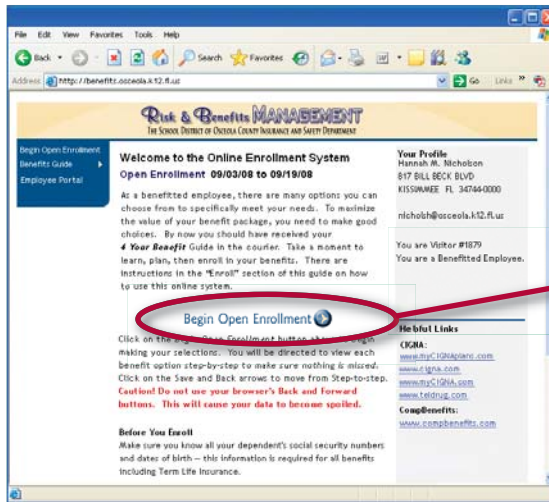 File Edit View Favorites Tools Help
Back Search Favorites
Address http://benefits.osceola.k12.fl.us/ Go Links »
Risk & Benefits MANAGEMENT
THE SCHOOL DISTRICT OF OSCEOLA COUNTY INSURANCE AND SAFETY DEPARTMENT
Begin Open Enrollment
Benefits Guide
Employee Portal
Welcome to the Online Enrollment System
Open Enrollment 09/03/08 to 09/19/08
As a benefitted employee, there are many options you can
choose from to specifically meet your needs. To maximize
the value of your benefit package, you need to make good
choices. By now you should have received your
4 Your Benefit Guide in the courier. Take a moment to
learn, plan, then enroll in your benefits. There are
instructions in the "Enroll" section of this guide on how
to use this online system.
Begin Open Enrollment
Click on the Begin Open Enrollment button above to begin
making your selections. You will be directed to view each
benefit option step-by-step to make sure nothing is missed.
Click on the Save and Back arrows to move from Step-to-step.
Caution! Do not use your browser's Back and Forward
buttons. This will cause your data to become spoiled.
Before You Enroll
Make sure you know all your dependent's social security numbers
and dates of birth – this information is required for all benefits
including Term Life Insurance.
Your Profile
Hannah M. Nicholson
817 BILL BECK BLVD
KISSIMMEE FL 34744-0000
nicholsh@osceola.k12.fl.us
You are Visitor #1879
You are a Benefitted Employee.
Helpful Links
CIGNA:
www.myCIGNAplans.com
www.cigna.com
www.myCIGNA.com
www.teldrug.com
CompBenefits:
www.compbenefits.com